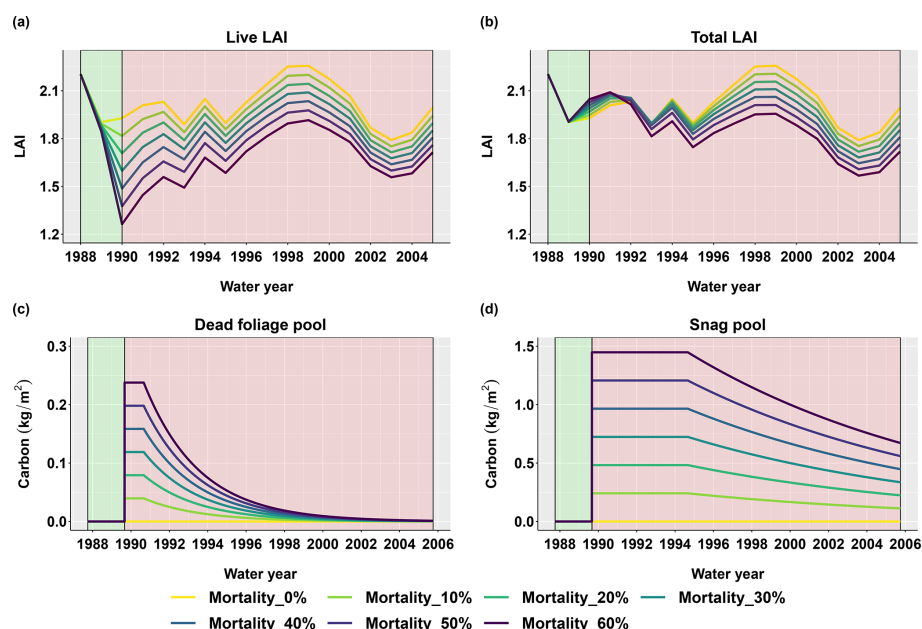 (a)
Live LAI
LAI
2.1
1.8
1.5
1.2
1988 1990 1992 1994 1996 1998 2000 2002 2004
Water year
(b)
Total LAI
LAI
2.1
1.8
1.5
1.2
1988 1990 1992 1994 1996 1998 2000 2002 2004
Water year
(c)
Dead foliage pool
Carbon (kg/m²)
0.3
0.2
0.1
0.0
1988 1990 1992 1994 1996 1998 2000 2002 2004 2006
Water year
(d)
Snag pool
Carbon (kg/m²)
1.5
1.0
0.5
0.0
1988 1990 1992 1994 1996 1998 2000 2002 2004 2006
Water year
Mortality_0% Mortality_10% Mortality_20% Mortality_30%
Mortality_40% Mortality_50% Mortality_60%